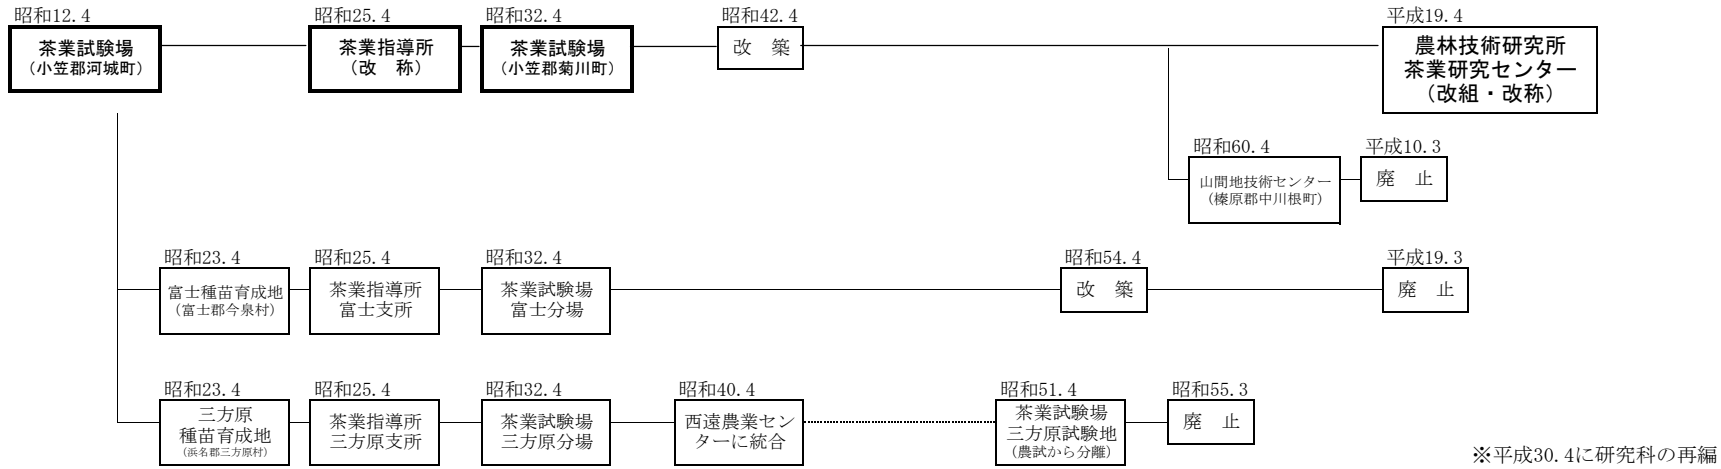 昭和12.4
茶業試験場
（小笠郡河城町）
昭和25.4
茶業指導所
（改　称）
昭和32.4
茶業試験場
（小笠郡菊川町）
昭和42.4
改　築
平成19.4
農林技術研究所
茶業研究センター
（改組・改称）
昭和60.4
山間地技術センター
（榛原郡中川根町）
平成10.3
廃　止
昭和23.4
富士種苗育成地
（富士郡今泉村）
昭和25.4
茶業指導所
富士支所
昭和32.4
茶業試験場
富士分場
昭和54.4
改　築
平成19.3
廃　止
昭和23.4
三方原
種苗育成地
（浜名郡三方原村）
昭和25.4
茶業指導所
三方原支所
昭和32.4
茶業試験場
三方原分場
昭和40.4
西遠農業セン
ターに統合
昭和51.4
茶業試験場
三方原試験地
（農試から分離）
昭和55.3
廃　止
※平成30.4に研究科の再編